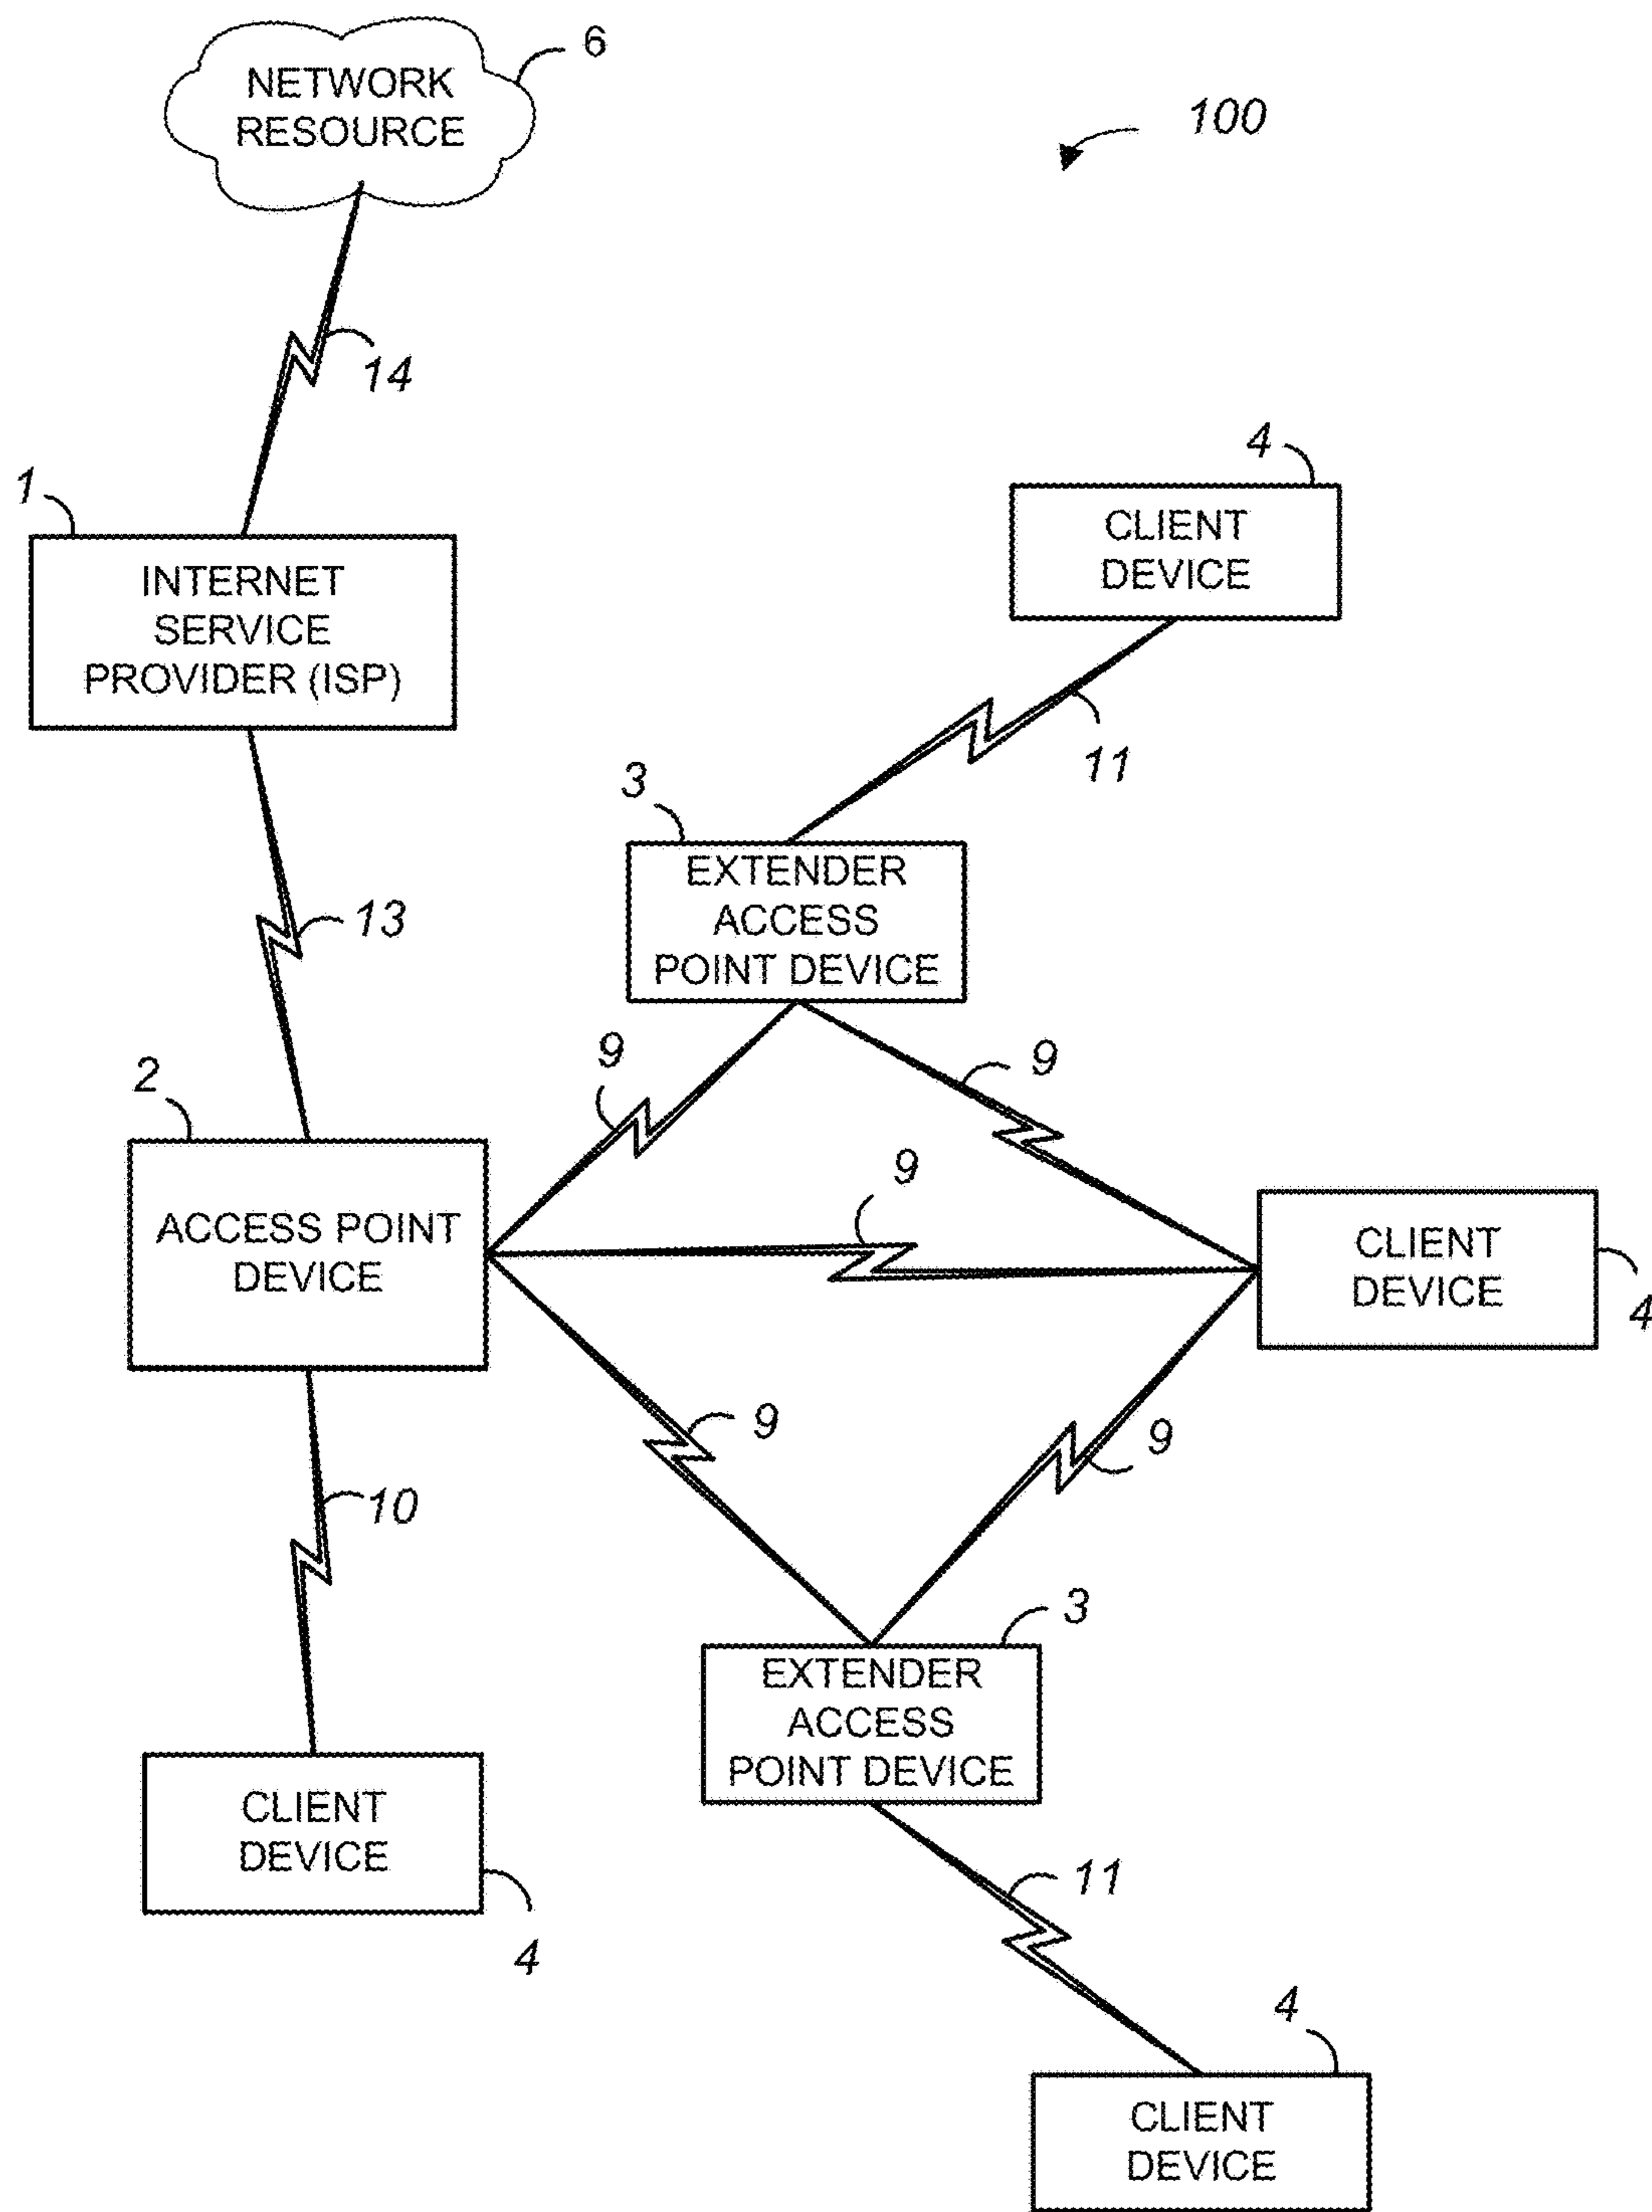 6
NETWORK
RESOURCE
100
14
4
1
CLIENT
DEVICE
INTERNET
SERVICE
PROVIDER (ISP)
11
3
EXTENDER
ACCESS
POINT DEVICE
13
9
9
2
9
ACCESS POINT
DEVICE
CLIENT
DEVICE
4
9
9
10
3
EXTENDER
ACCESS
POINT DEVICE
CLIENT
DEVICE
11
4
4
CLIENT
DEVICE